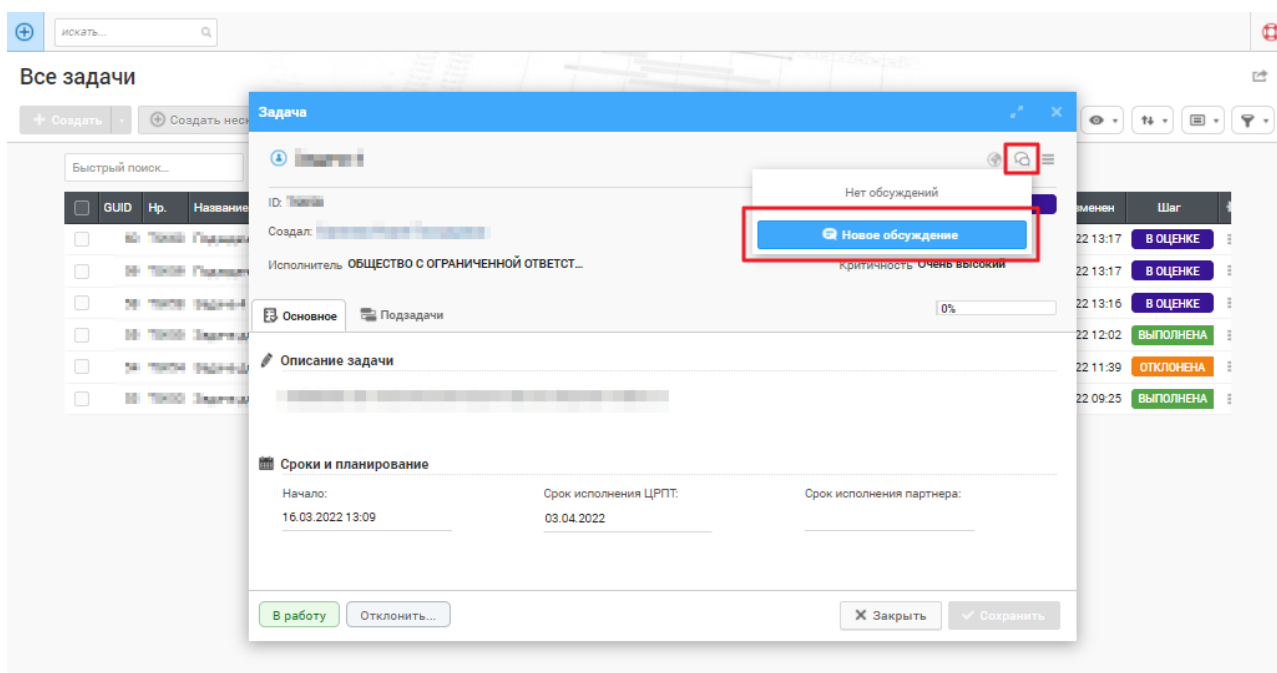 искать...
Все задачи
Создать
Создать неск
Быстрый поиск...
GUID Нр. Название
зменен Шаг
22 13:17 В ОЦЕНКЕ
22 13:17 В ОЦЕНКЕ
22 13:16 В ОЦЕНКЕ
22 12:02 ВЫПОЛНЕНА
22 11:39 ОТКЛОНЕНА
22 09:25 ВЫПОЛНЕНА
Задача
Нет обсуждений
Новое обсуждение
ID:
Создал:
Исполнитель ОБЩЕСТВО С ОГРАНИЧЕННОЙ ОТВЕТСТ...
Критичность Очень высокий
Основное Подзадачи
0%
Описание задачи
Сроки и планирование
Начало: Срок исполнения ЦРПТ: Срок исполнения партнера:
16.03.2022 13:09 03.04.2022
В работу Отклонить... Закрыть Сохранить